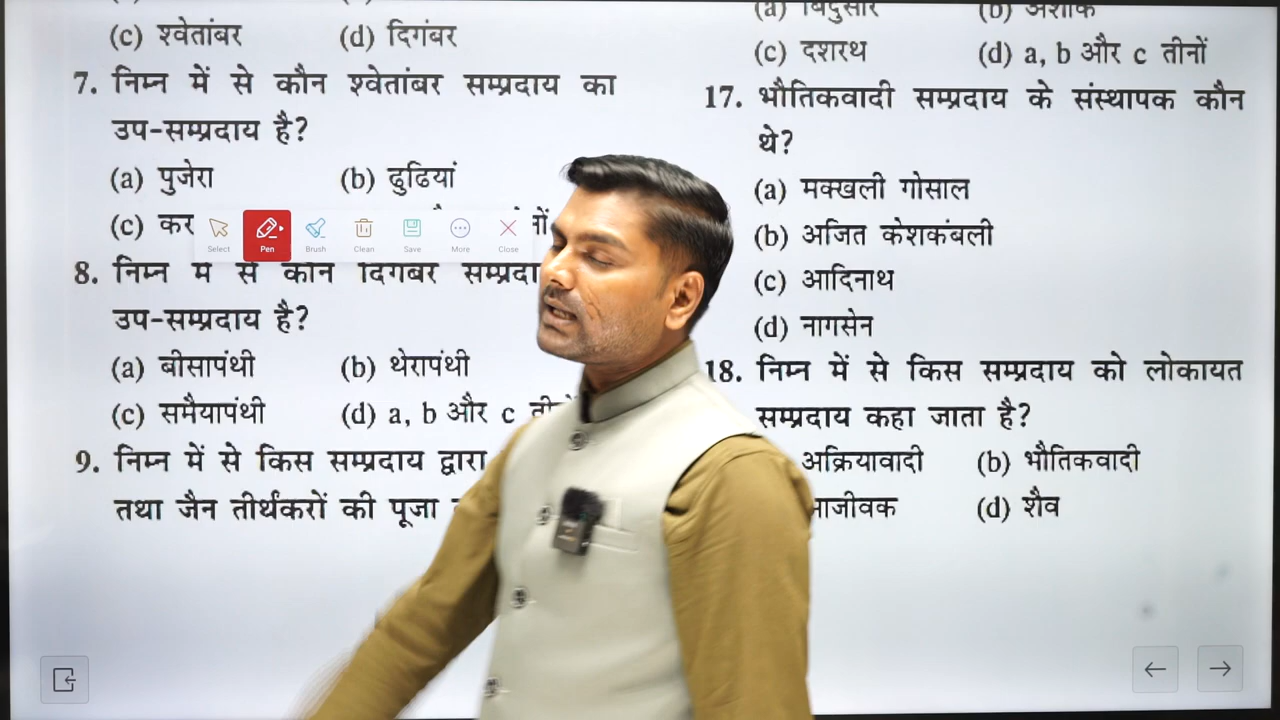 (c) श्वेतांबर (d) दिगंबर
7. निम्न में से कौन श्वेतांबर सम्प्रदाय का
उप-सम्प्रदाय है?
(a) पुजेरा (b) ढुढियां
(c)
Select Pen Brush Clean Save More Close
8. निम्न में से कौन दिगंबर
उप-सम्प्रदाय है?
(a) बीसापंथी (b) थेरापंथी
(c) समैयापंथी (d) a, b और c
9. निम्न में से किस सम्प्रदाय द्वारा
तथा जैन तीर्थंकरों की पूजा
(a) बिंदुसार (b) अशोक
(c) दशरथ (d) a, b और c तीनों
17. भौतिकवादी सम्प्रदाय के संस्थापक कौन
थे?
(a) मक्खली गोसाल
(b) अजित केशकंबली
(c) आदिनाथ
(d) नागसेन
18. निम्न में से किस सम्प्रदाय को लोकायत
सम्प्रदाय कहा जाता है?
अक्रियावादी (b) भौतिकवादी
(d) शैव